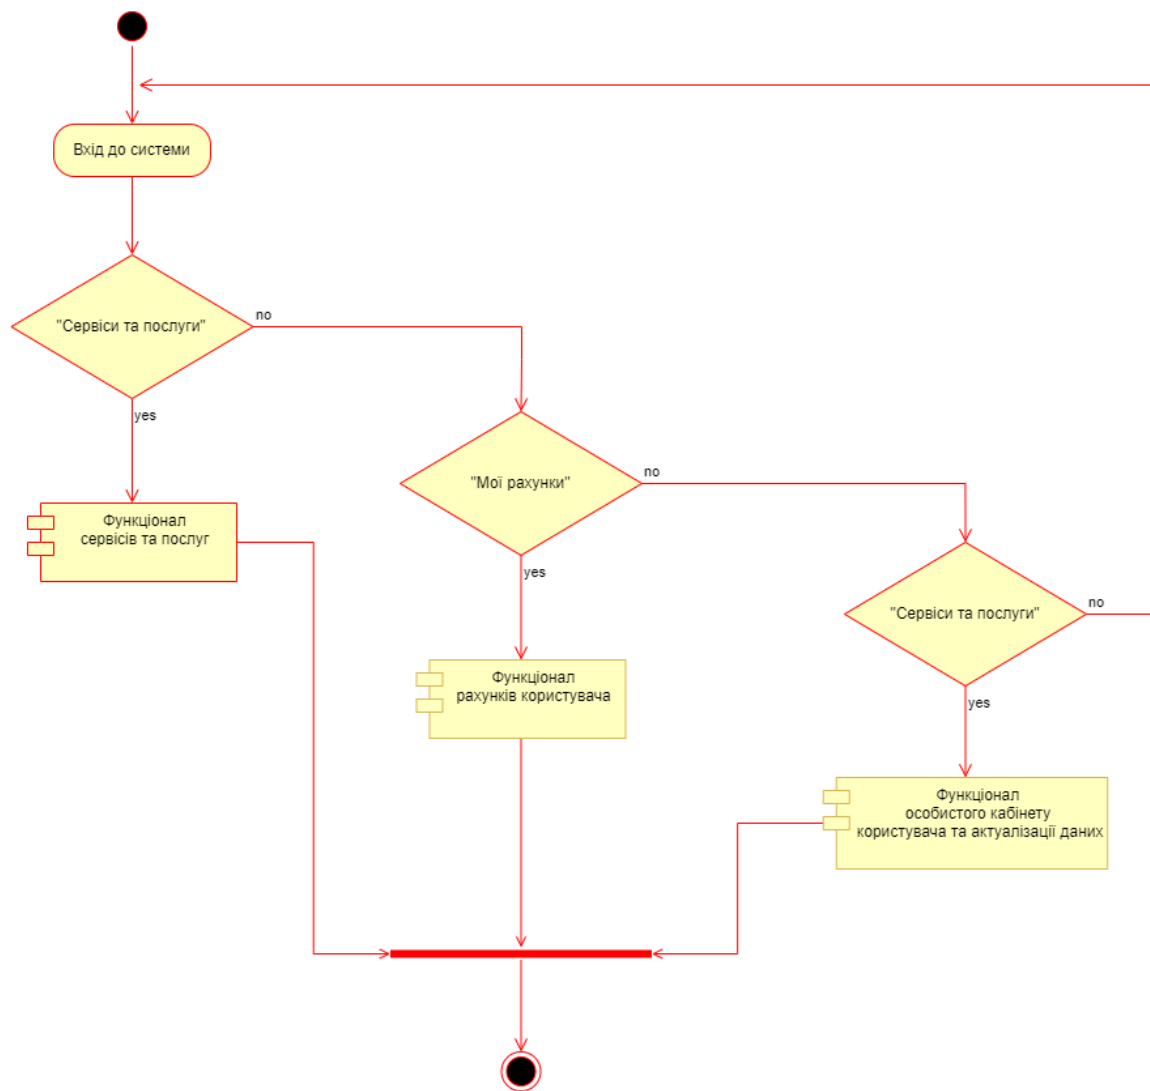 Вхід до системи
"Сервіси та послуги"
no
yes
"Мої рахунки"
no
Функціонал
сервісів та послуг
yes
"Сервіси та послуги"
no
Функціонал
рахунків користувача
yes
Функціонал
особистого кабінету
користувача та актуалізації даних